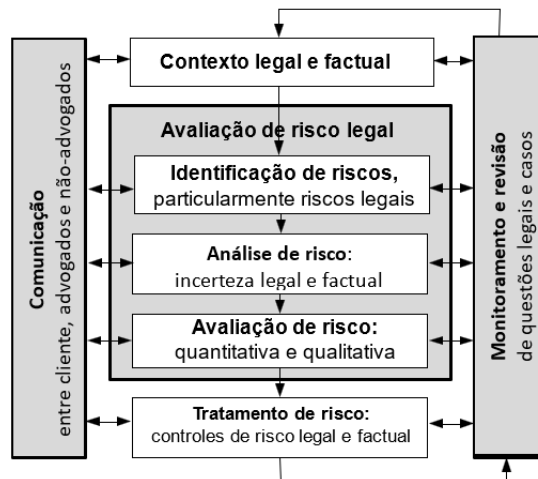 Contexto legal e factual
Avaliação de risco legal
Identificação de riscos,
particularmente riscos legais
Análise de risco:
incerteza legal e factual
Avaliação de risco:
quantitativa e qualitativa
Tratamento de risco:
controles de risco legal e factual
Comunicação
entre cliente, advogados e não-advogados
Monitoramento e revisão
de questões legais e casos